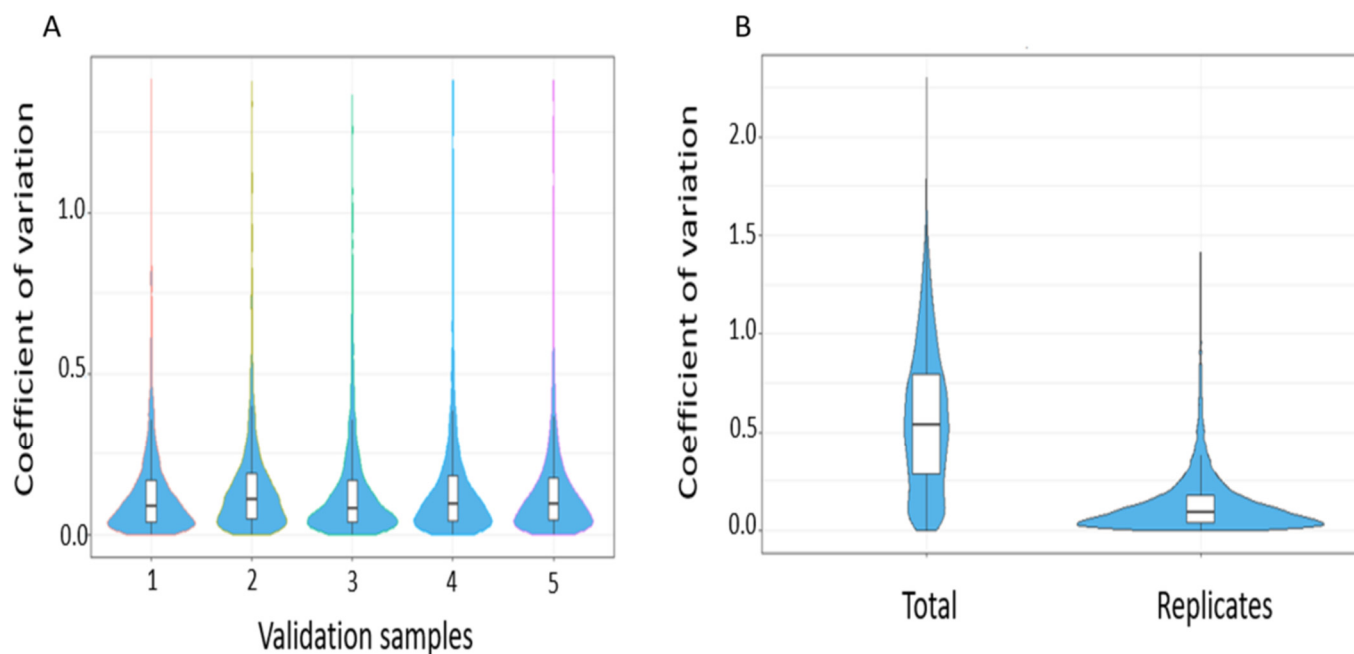 A
Coefficient of variation
1.0
0.5
0.0
1 2 3 4 5
Validation samples
B
Coefficient of variation
2.0
1.5
1.0
0.5
0.0
Total Replicates